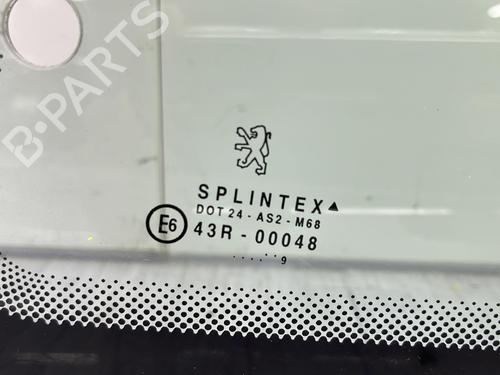 B-PARTS
SPLINTEX
DOT 24 - AS2 - M68
E6 43R - 00048
..... ˙˙9